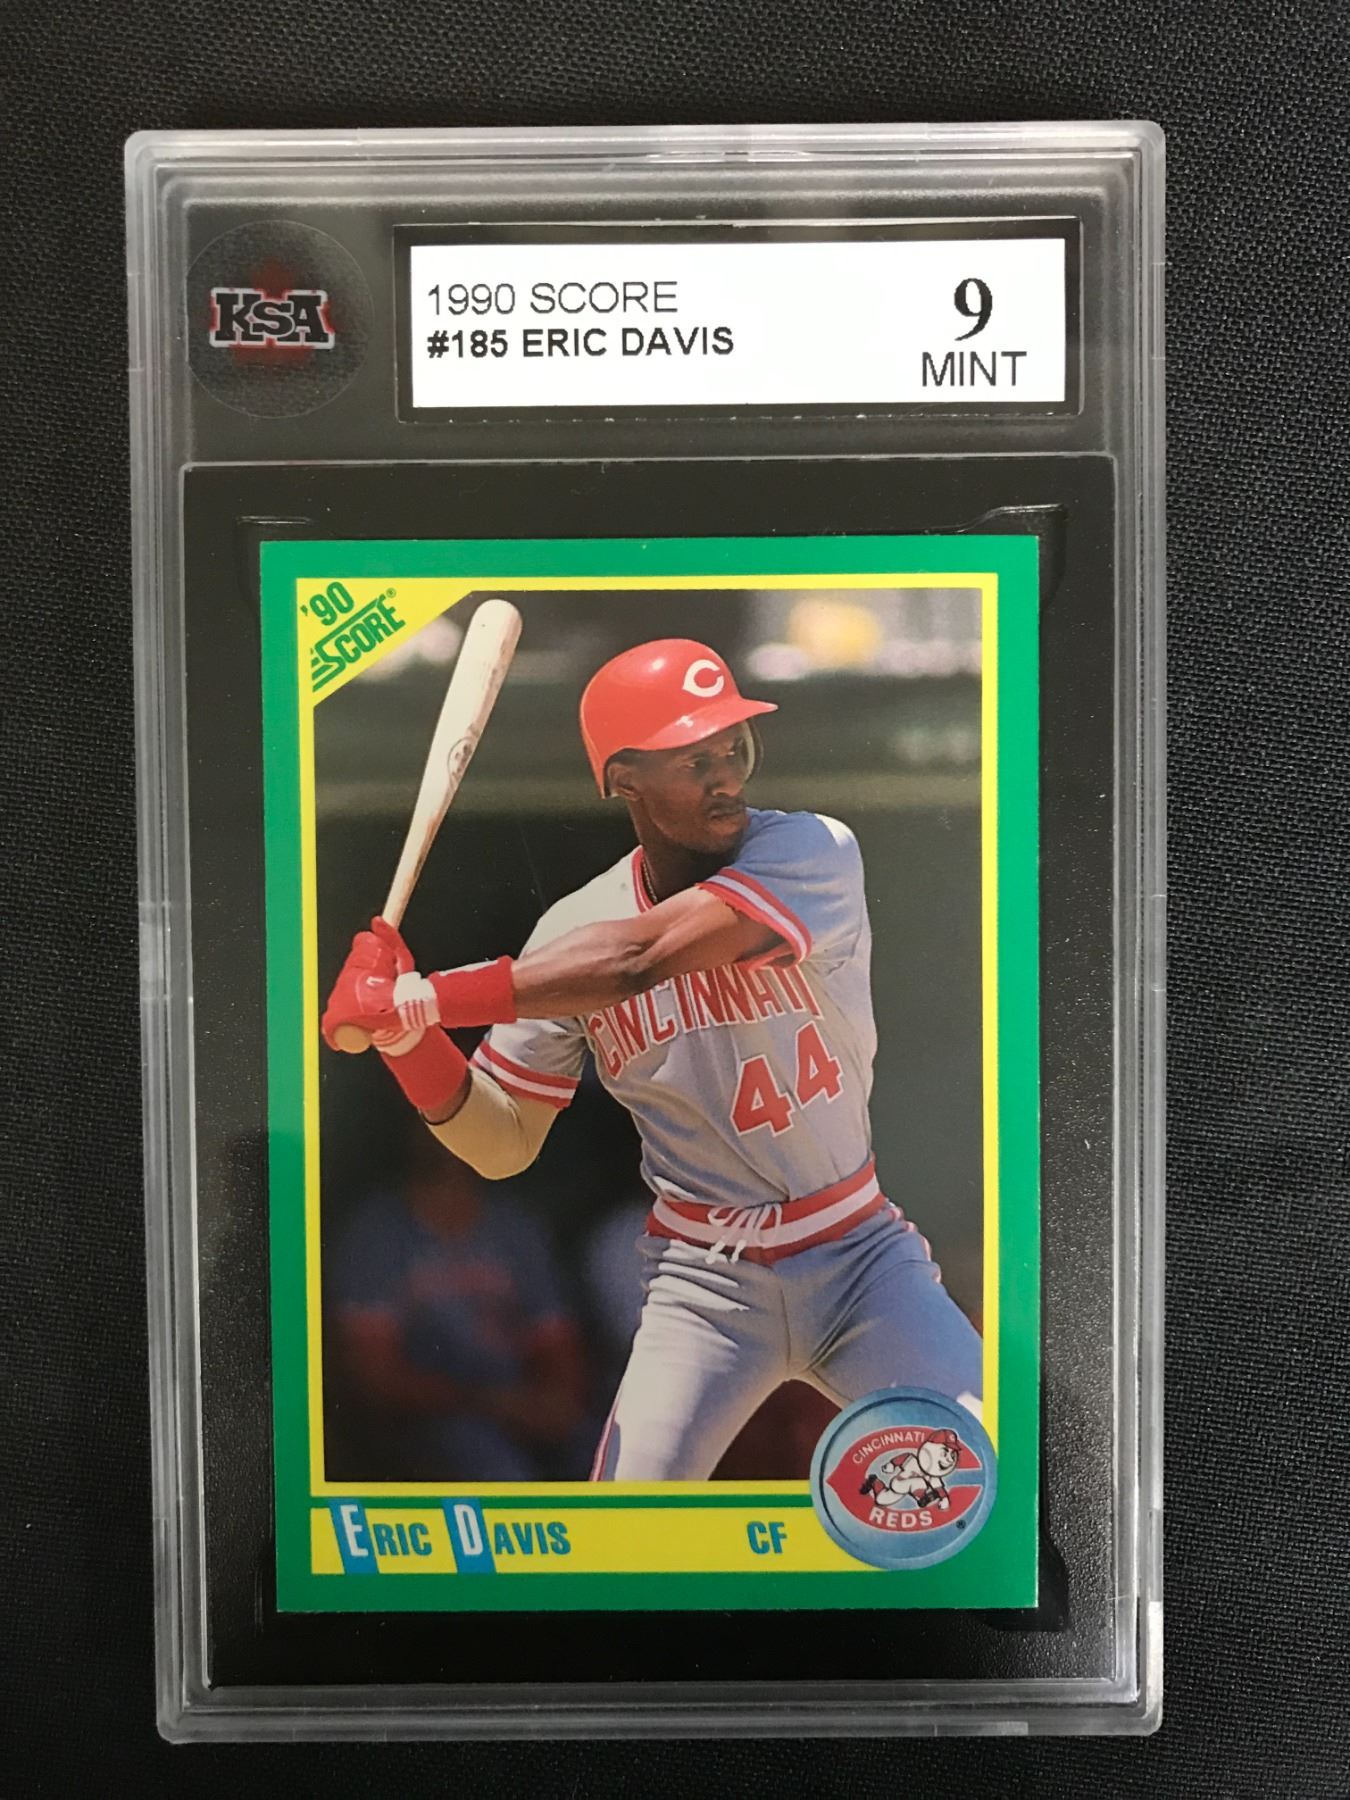 KSA
1990 SCORE
#185 ERIC DAVIS
9
MINT
'90
SCORE®
C
CINCINNATI
44
CINCINNATI
REDS
®
ERIC DAVIS
CF